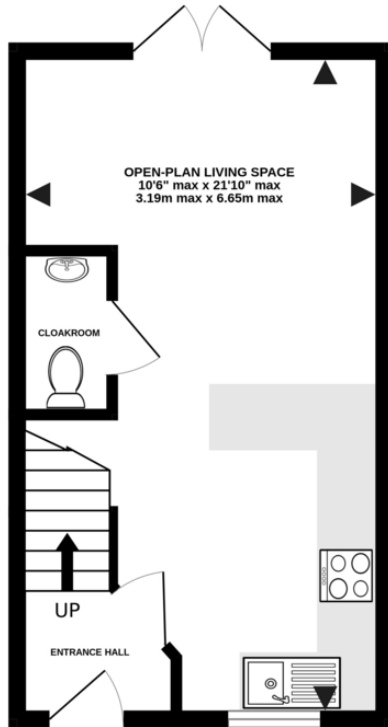 OPEN-PLAN LIVING SPACE
10'6" max x 21'10" max
3.19m max x 6.65m max
CLOAKROOM
UP
ENTRANCE HALL